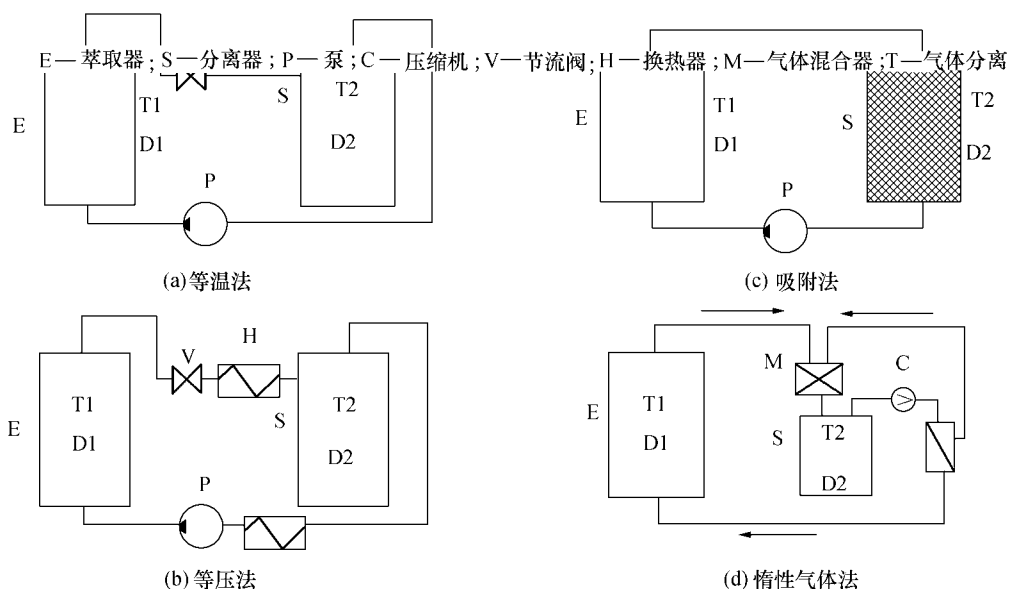 E—萃取器;S—分离器;P—泵;C—压缩机;V—节流阀;H—换热器;M—气体混合器;T—气体分离
E
T1
D1
S
T2
D2
P
(a)等温法
E
T1
D1
S
T2
D2
P
(c) 吸附法
E
T1
D1
V
H
S
T2
D2
P
(b)等压法
E
T1
D1
M
C
S
T2
D2
(d)惰性气体法